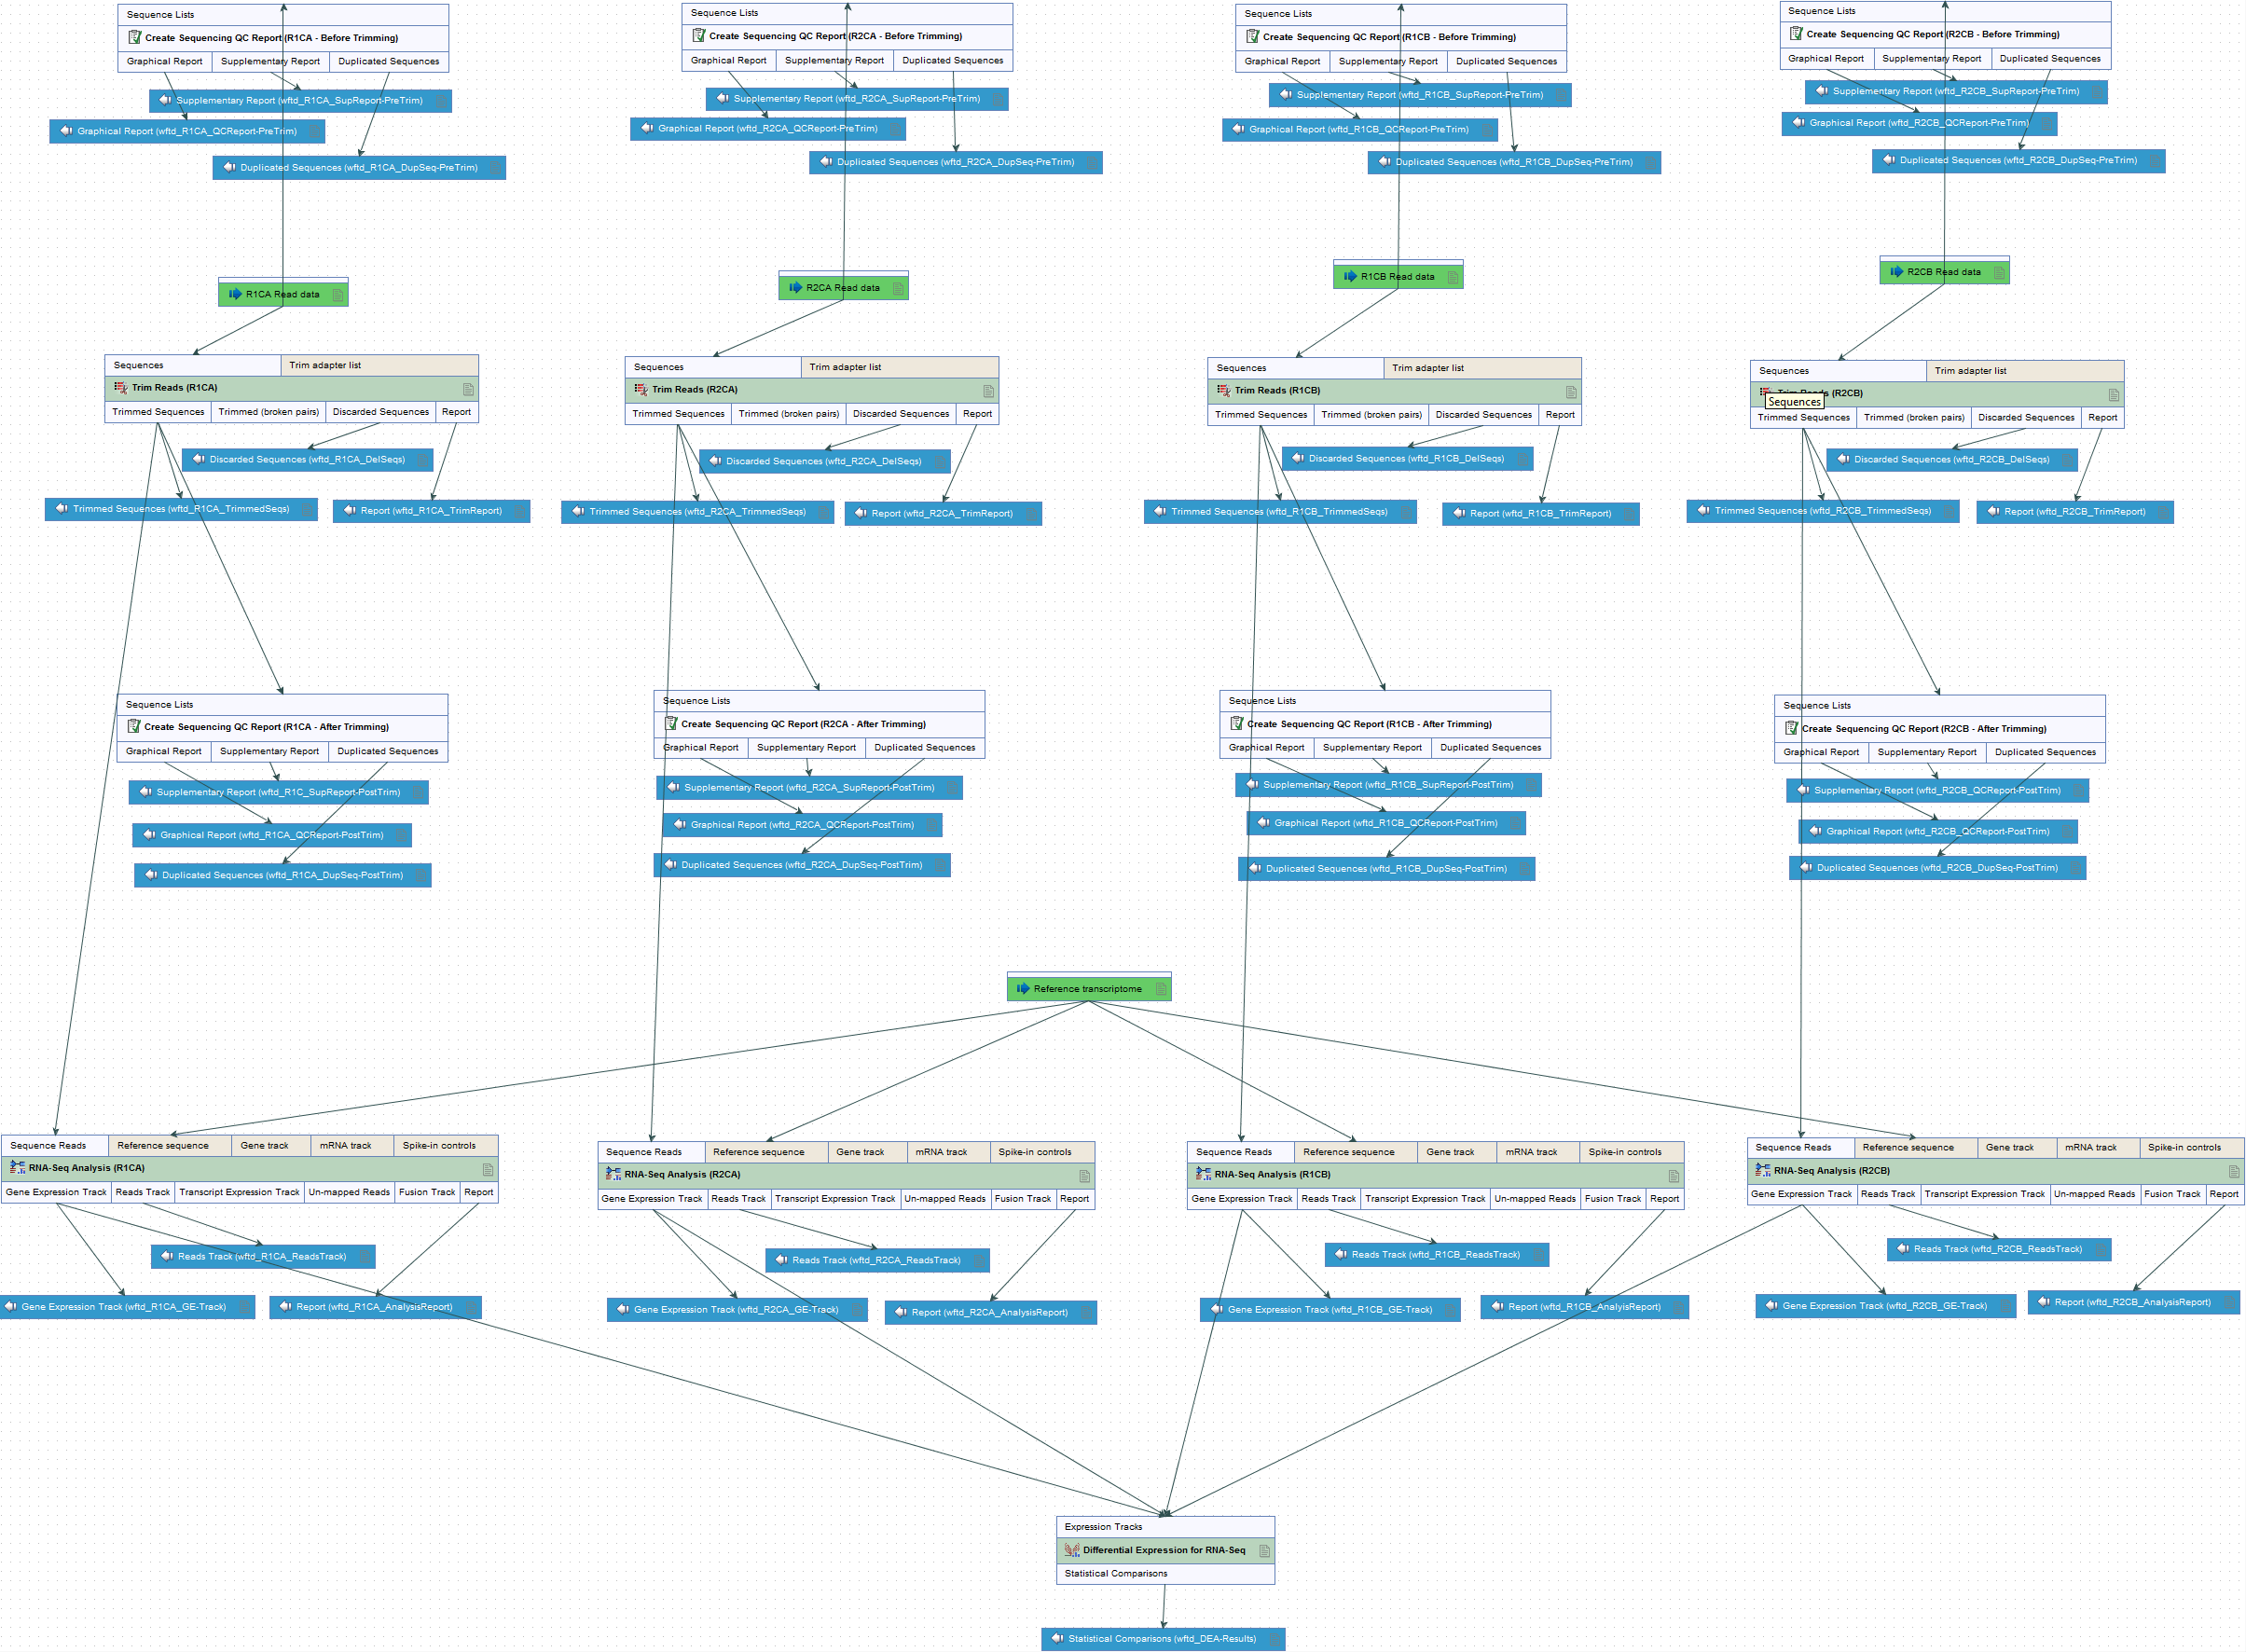 Sequence Lists
Create Sequencing QC Report (R1CA - Before Trimming)
Graphical Report Supplementary Report Duplicated Sequences
Supplementary Report (wftd_R1CA_SupReport-PreTrim)
Graphical Report (wftd_R1CA_QCReport-PreTrim)
Duplicated Sequences (wftd_R1CA_DupSeq-PreTrim)
Sequence Lists
Create Sequencing QC Report (R2CA - Before Trimming)
Graphical Report Supplementary Report Duplicated Sequences
Supplementary Report (wftd_R2CA_SupReport-PreTrim)
Graphical Report (wftd_R2CA_QCReport-PreTrim)
Duplicated Sequences (wftd_R2CA_DupSeq-PreTrim)
Sequence Lists
Create Sequencing QC Report (R1CB - Before Trimming)
Graphical Report Supplementary Report Duplicated Sequences
Supplementary Report (wftd_R1CB_SupReport-PreTrim)
Graphical Report (wftd_R1CB_QCReport-PreTrim)
Duplicated Sequences (wftd_R1CB_DupSeq-PreTrim)
Sequence Lists
Create Sequencing QC Report (R2CB - Before Trimming)
Graphical Report Supplementary Report Duplicated Sequences
Supplementary Report (wftd_R2CB_SupReport-PreTrim)
Graphical Report (wftd_R2CB_QCReport-PreTrim)
Duplicated Sequences (wftd_R2CB_DupSeq-PreTrim)
R1CA Read data
R2CA Read data
R1CB Read data
R2CB Read data
Sequences Trim adapter list
Trim Reads (R1CA)
Trimmed Sequences Trimmed (broken pairs) Discarded Sequences Report
Discarded Sequences (wftd_R1CA_DelSeqs)
Trimmed Sequences (wftd_R1CA_TrimmedSeqs)
Report (wftd_R1CA_TrimReport)
Sequences Trim adapter list
Trim Reads (R2CA)
Trimmed Sequences Trimmed (broken pairs) Discarded Sequences Report
Discarded Sequences (wftd_R2CA_DelSeqs)
Trimmed Sequences (wftd_R2CA_TrimmedSeqs)
Report (wftd_R2CA_TrimReport)
Sequences Trim adapter list
Trim Reads (R1CB)
Trimmed Sequences Trimmed (broken pairs) Discarded Sequences Report
Discarded Sequences (wftd_R1CB_DelSeqs)
Trimmed Sequences (wftd_R1CB_TrimmedSeqs)
Report (wftd_R1CB_TrimReport)
Sequences Trim adapter list
Trim Reads (R2CB)
Sequences
Trimmed Sequences Trimmed (broken pairs) Discarded Sequences Report
Discarded Sequences (wftd_R2CB_DelSeqs)
Trimmed Sequences (wftd_R2CB_TrimmedSeqs)
Report (wftd_R2CB_TrimReport)
Sequence Lists
Create Sequencing QC Report (R1CA - After Trimming)
Graphical Report Supplementary Report Duplicated Sequences
Supplementary Report (wftd_R1C_SupReport-PostTrim)
Graphical Report (wftd_R1CA_QCReport-PostTrim)
Duplicated Sequences (wftd_R1CA_DupSeq-PostTrim)
Sequence Lists
Create Sequencing QC Report (R2CA - After Trimming)
Graphical Report Supplementary Report Duplicated Sequences
Supplementary Report (wftd_R2CA_SupReport-PostTrim)
Graphical Report (wftd_R2CA_QCReport-PostTrim)
Duplicated Sequences (wftd_R2CA_DupSeq-PostTrim)
Sequence Lists
Create Sequencing QC Report (R1CB - After Trimming)
Graphical Report Supplementary Report Duplicated Sequences
Supplementary Report (wftd_R1CB_SupReport-PostTrim)
Graphical Report (wftd_R1CB_QCReport-PostTrim)
Duplicated Sequences (wftd_R1CB_DupSeq-PostTrim)
Sequence Lists
Create Sequencing QC Report (R2CB - After Trimming)
Graphical Report Supplementary Report Duplicated Sequences
Supplementary Report (wftd_R2CB_QCReport-PostTrim)
Graphical Report (wftd_R2CB_QCReport-PostTrim)
Duplicated Sequences (wftd_R2CB_DupSeq-PostTrim)
Reference transcriptome
Sequence Reads Reference sequence Gene track mRNA track Spike-in controls
RNA-Seq Analysis (R1CA)
Gene Expression Track Reads Track Transcript Expression Track Un-mapped Reads Fusion Track Report
Reads Track (wftd_R1CA_ReadsTrack)
Gene Expression Track (wftd_R1CA_GE-Track)
Report (wftd_R1CA_AnalysisReport)
Sequence Reads Reference sequence Gene track mRNA track Spike-in controls
RNA-Seq Analysis (R2CA)
Gene Expression Track Reads Track Transcript Expression Track Un-mapped Reads Fusion Track Report
Reads Track (wftd_R2CA_ReadsTrack)
Gene Expression Track (wftd_R2CA_GE-Track)
Report (wftd_R2CA_AnalysisReport)
Sequence Reads Reference sequence Gene track mRNA track Spike-in controls
RNA-Seq Analysis (R1CB)
Gene Expression Track Reads Track Transcript Expression Track Un-mapped Reads Fusion Track Report
Reads Track (wftd_R1CB_ReadsTrack)
Gene Expression Track (wftd_R1CB_GE-Track)
Report (wftd_R1CB_AnalysisReport)
Sequence Reads Reference sequence Gene track mRNA track Spike-in controls
RNA-Seq Analysis (R2CB)
Gene Expression Track Reads Track Transcript Expression Track Un-mapped Reads Fusion Track Report
Reads Track (wftd_R2CB_ReadsTrack)
Gene Expression Track (wftd_R2CB_GE-Track)
Report (wftd_R2CB_AnalysisReport)
Expression Tracks
Differential Expression for RNA-Seq
Statistical Comparisons
Statistical Comparisons (wftd_DEA-Results)